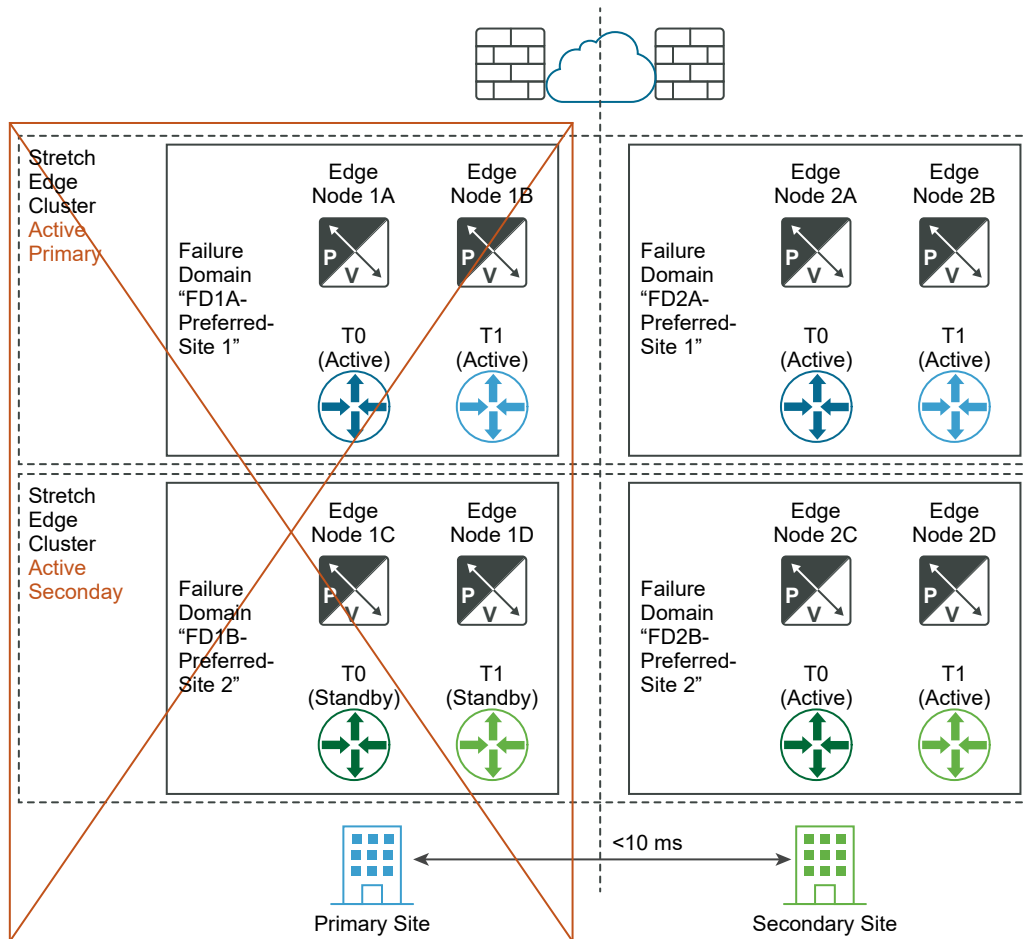 Stretch
Edge
Cluster
Active
Primary
Failure
Domain
“FD1A-
Preferred-
Site 1”
Edge
Node 1A
Edge
Node 1B
P
V
P
V
T0
(Active)
T1
(Active)
Failure
Domain
“FD2A-
Preferred-
Site 1”
Edge
Node 2A
Edge
Node 2B
P
V
P
V
T0
(Active)
T1
(Active)
Stretch
Edge
Cluster
Active
Seconday
Failure
Domain
“FD1B-
Preferred-
Site 2”
Edge
Node 1C
Edge
Node 1D
P
V
P
V
T0
(Standby)
T1
(Standby)
Failure
Domain
“FD2B-
Preferred-
Site 2”
Edge
Node 2C
Edge
Node 2D
P
V
P
V
T0
(Active)
T1
(Active)
<10 ms
Primary Site
Secondary Site